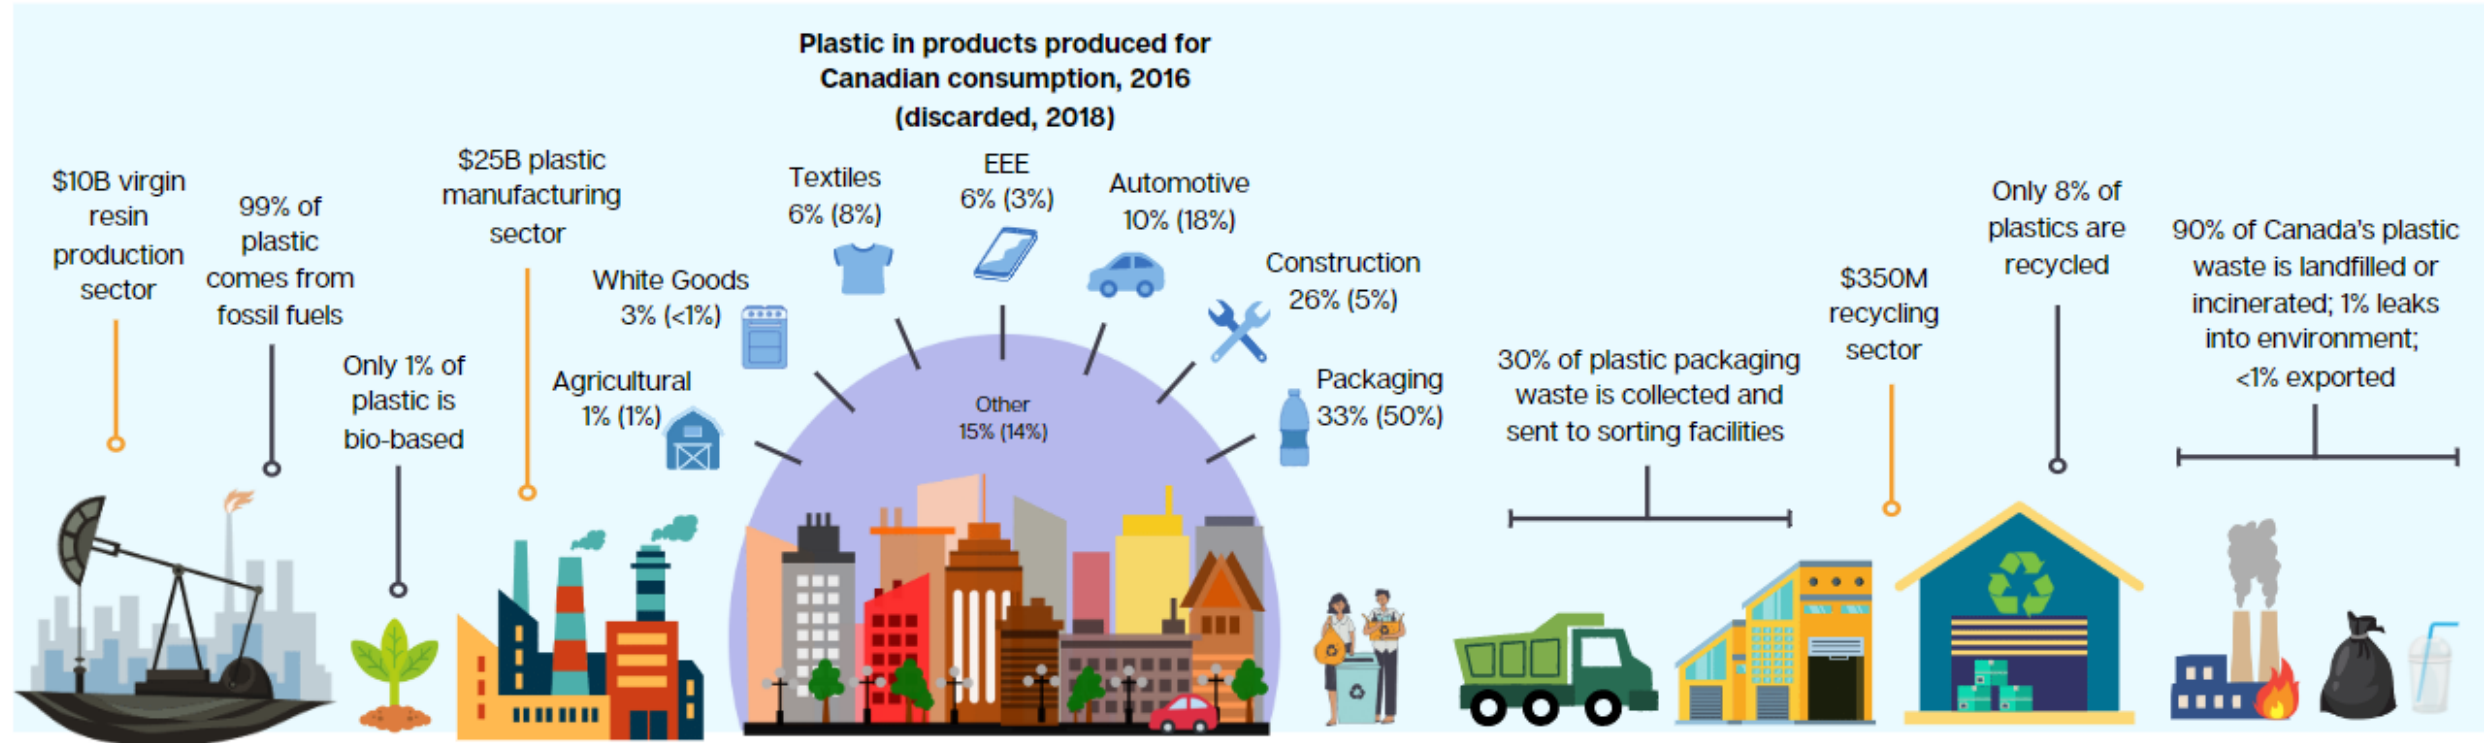 Plastic in products produced for
Canadian consumption, 2016
(discarded, 2018)
$10B virgin
resin
production
sector
99% of
plastic
comes from
fossil fuels
Only 1% of
plastic is
bio-based
$25B plastic
manufacturing
sector
Agricultural
1% (1%)
White Goods
3% (<1%)
Textiles
6% (8%)
EEE
6% (3%)
Automotive
10% (18%)
Construction
26% (5%)
Packaging
33% (50%)
Other
15% (14%)
30% of plastic packaging
waste is collected and
sent to sorting facilities
$350M
recycling
sector
Only 8% of
plastics are
recycled
90% of Canada's plastic
waste is landfilled or
incinerated; 1% leaks
into environment;
<1% exported